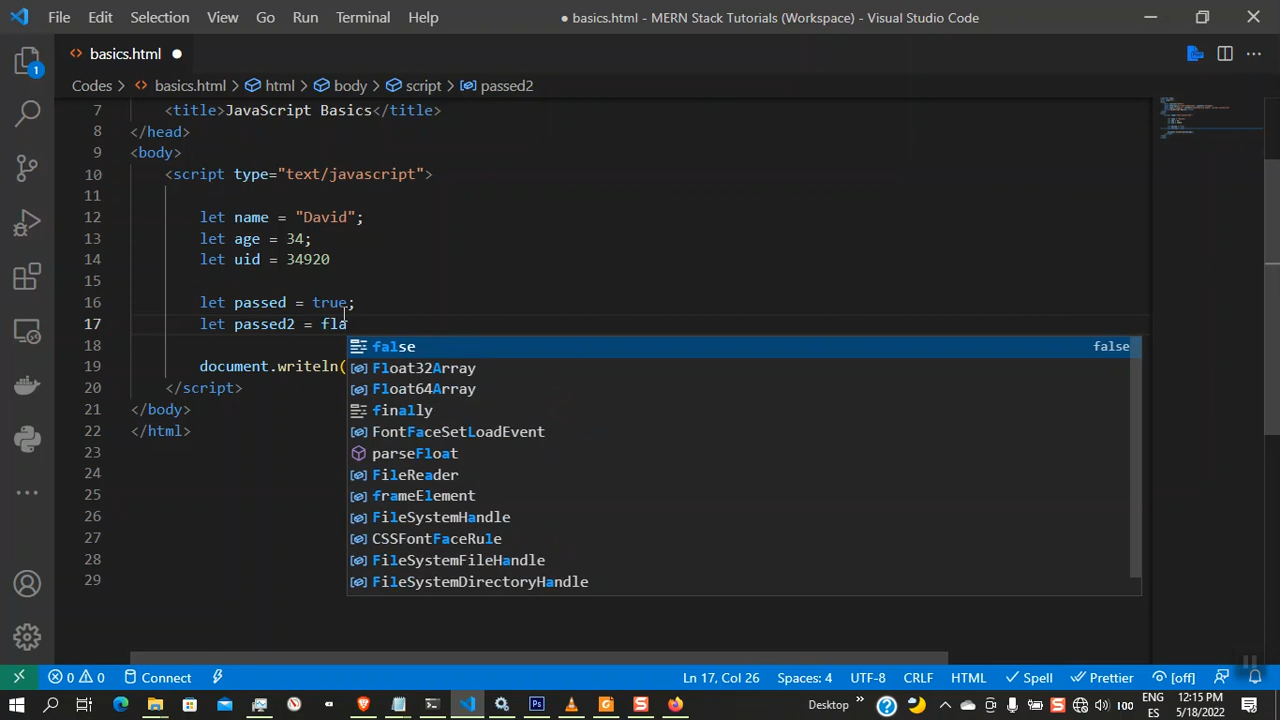 File Edit Selection View Go Run Terminal Help ● basics.html - MERN Stack Tutorials (Workspace) - Visual Studio Code
basics.html
Codes > basics.html > html > body > script > passed2
7 <title>JavaScript Basics</title>
8 </head>
9 <body>
10 <script type="text/javascript">
11
12 let name = "David";
13 let age = 34;
14 let uid = 34920
15
16 let passed = true;
17 let passed2 = fla
18 false false
Float32Array
19 document.writeln( Float64Array
20 </script> finally
21 </body> FontFaceSetLoadEvent
22 </html> parseFloat
23 FileReader
24 frameElement
25 FileSystemHandle
26 CSSFontFaceRule
27 FileSystemFileHandle
28 FileSystemDirectoryHandle
29
1
0 0 Connect Ln 17, Col 26 Spaces: 4 UTF-8 CRLF HTML Spell Prettier [off]
Desktop » 100 ENG 12:15 PM
ES 5/18/2022